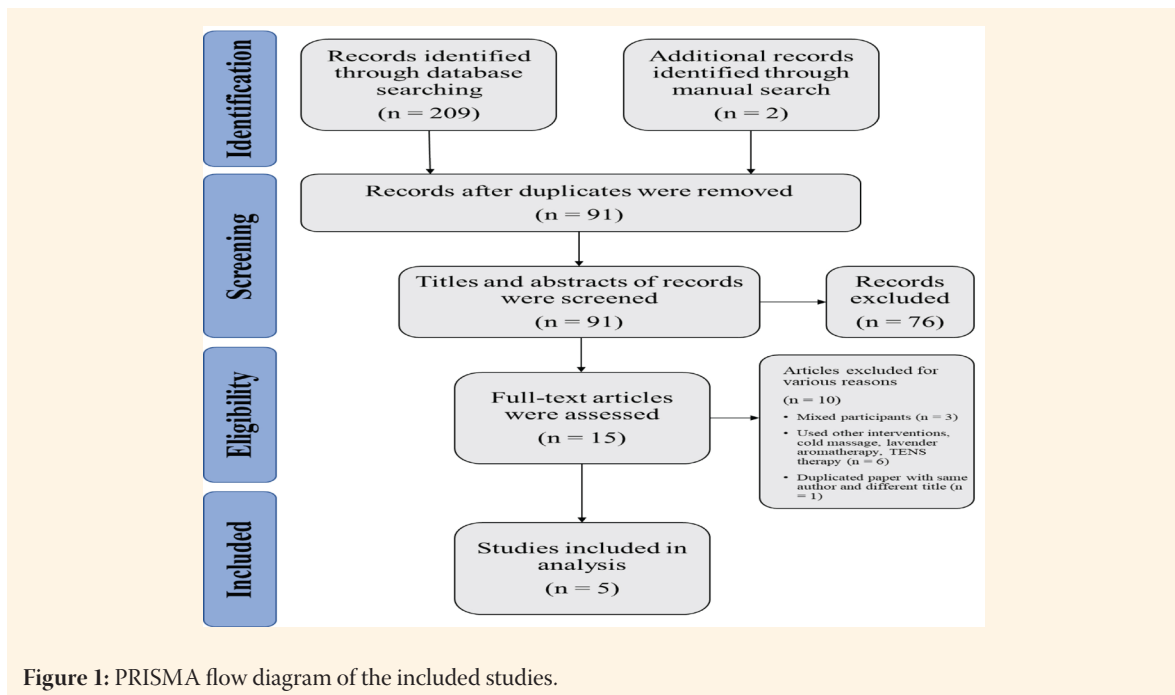 Identification
Records identified
through database
searching
(n = 209)
Additional records
identified through
manual search
(n = 2)
Screening
Records after duplicates were removed
(n = 91)
Titles and abstracts of records
were screened
(n = 91)
Records
excluded
(n = 76)
Eligibility
Full-text articles
were assessed
(n = 15)
Articles excluded for
various reasons
(n = 10)
• Mixed participants (n = 3)
• Used other interventions,
cold massage, lavender
aromatherapy, TENS
therapy (n = 6)
• Duplicated paper with same
author and different title (n
= 1)
Included
Studies included in
analysis
(n = 5)
Figure 1: PRISMA flow diagram of the included studies.